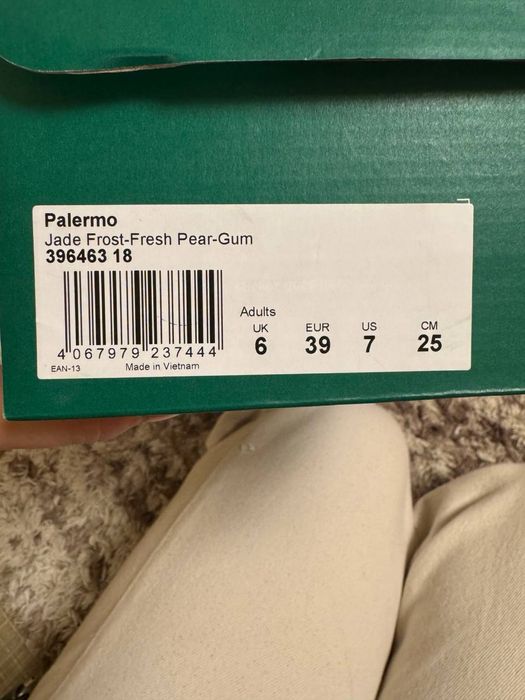 Palermo
Jade Frost-Fresh Pear-Gum
396463 18
Adults
UK EUR US CM
6 39 7 25
4 067979 237444
EAN-13 Made in Vietnam